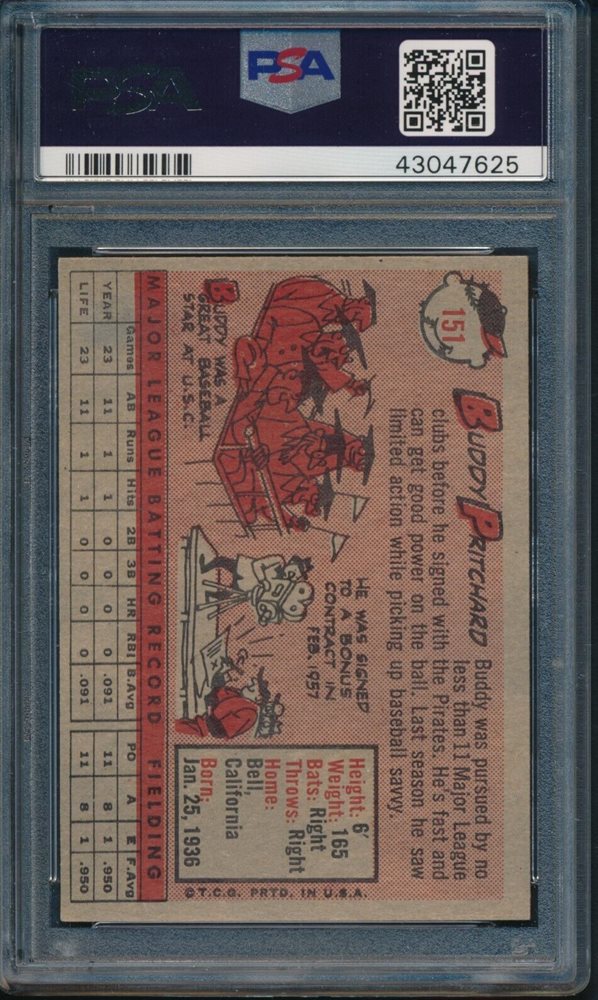 PSA
PSA
43047625
151
BUDDY PRITCHARD
Buddy was pursued by no
less than 11 Major League
clubs before he signed with the Pirates. He's fast and
can get good power on the ball. Last season he saw
limited action while picking up baseball savvy.
BUDDY WAS A
GREAT BASEBALL
STAR AT U.S.C.
HE WAS SIGNED
TO A BONUS
CONTRACT IN
FEB. 1957
Height: 6'
Weight: 165
Bats: Right
Throws: Right
Home:
Bell,
California
Born:
Jan. 25, 1936
© T.C.G. PRTD. IN U.S.A.
MAJOR LEAGUE BATTING RECORD FIELDING
Games AB Runs Hits 2B 3B HR RBI B.Avg PO A E F.Avg
YEAR 23 11 1 1 0 0 0 0 .091 11 8 1 .950
LIFE 23 11 1 1 0 0 0 0 .091 11 8 1 .950